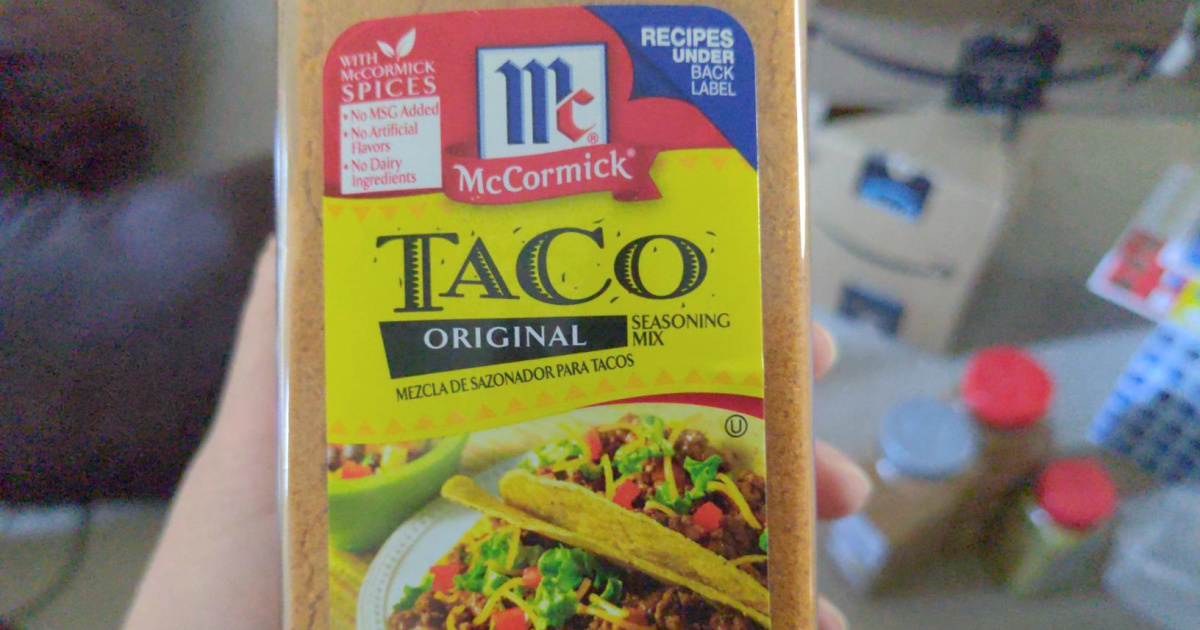 WITH
McCORMICK
SPICES
• No MSG Added
• No Artificial
Flavors
• No Dairy
Ingredients
Mc®
McCormick®
RECIPES
UNDER
BACK
LABEL
TACO
ORIGINAL
SEASONING
MIX
MEZCLA DE SAZONADOR PARA TACOS
U